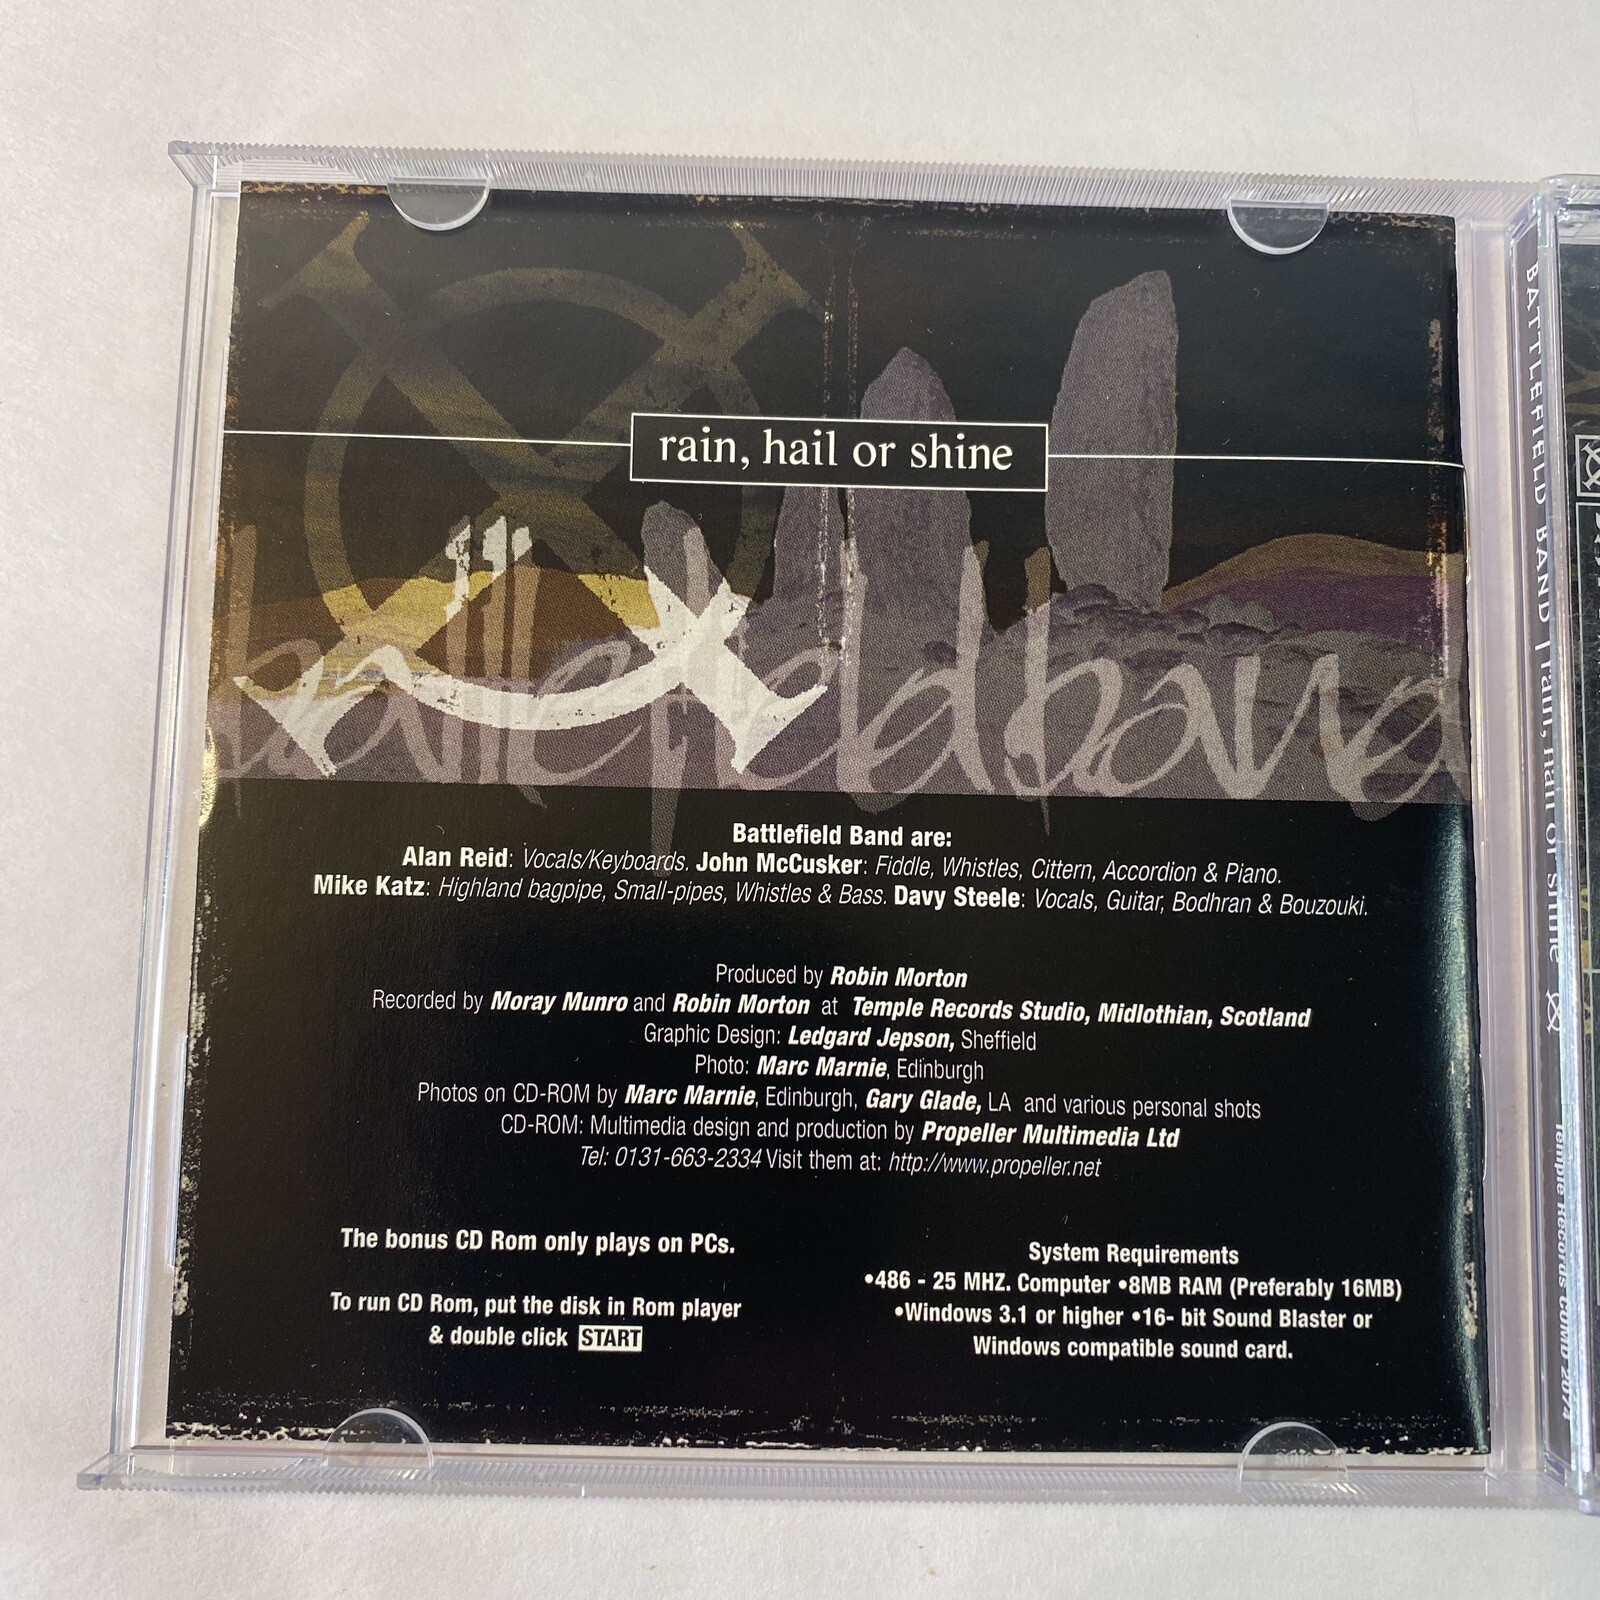 rain, hail or shine
battlefieldband
Battlefield Band are:
Alan Reid: Vocals/Keyboards. John McCusker: Fiddle, Whistles, Cittern, Accordion & Piano.
Mike Katz: Highland bagpipe, Small-pipes, Whistles & Bass. Davy Steele: Vocals, Guitar, Bodhran & Bouzouki.
Produced by Robin Morton
Recorded by Moray Munro and Robin Morton at Temple Records Studio, Midlothian, Scotland
Graphic Design: Ledgard Jepson, Sheffield
Photo: Marc Marnie, Edinburgh
Photos on CD-ROM by Marc Marnie, Edinburgh, Gary Glade, LA and various personal shots
CD-ROM: Multimedia design and production by Propeller Multimedia Ltd
Tel: 0131-663-2334 Visit them at: http://www.propeller.net
The bonus CD Rom only plays on PCs.
To run CD Rom, put the disk in Rom player
& double click START
System Requirements
•486 - 25 MHZ. Computer •8MB RAM (Preferably 16MB)
•Windows 3.1 or higher •16- bit Sound Blaster or
Windows compatible sound card.
BATTLEFIELD BAND | rain, hail or shine
Temple Records COMD 2074